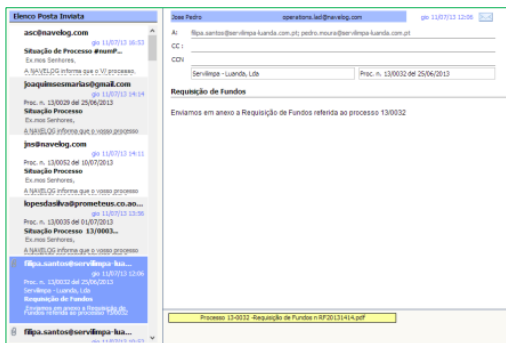 Elenco Posta Inviata
asc@navelog.com
gio 11/07/13 16:53
Situação de Processo #numP...
Ex.mos Senhores,
A NAVELOG informa que o V/ processo
joaquimsesmarias@gmail.com
gio 11/07/13 14:14
Proc. n. 13/0029 del 25/06/2013
Situação Processo
Ex.mos Senhores,
A NAVELOG informa que o vosso processo
jns@navelog.com
gio 11/07/13 14:11
Proc. n. 13/0052 del 10/07/2013
Situação Processo
Ex.mos Senhores,
A NAVELOG informa que o vosso processo
lopesdasilva@prometeus.co.ao...
gio 11/07/13 13:56
Proc. n. 13/0035 del 01/07/2013
Situação Processo 13/0003...
Ex.mos Senhores,
A NAVELOG informa que o vosso processo
filipa.santos@servilimpa-lua...
gio 11/07/13 12:06
Proc. n. 13/0032 del 25/06/2013
Servilimpa - Luanda, Lda
Requisição de Fundos
Enviamos em anexo a Requisição de
Fundos referida ao processo 13/0032
filipa.santos@servilimpa-lua...
gio 11/07/13
Jose Pedro operations.lad@navelog.com gio 11/07/13 12:06
A: filipa.santos@servilimpa-luanda.com.pt; pedro.moura@servilimpa-luanda.com.pt
CC :
CCN
Servilimpa - Luanda, Lda Proc. n. 13/0032 del 25/06/2013
Requisição de Fundos
Enviamos em anexo a Requisição de Fundos referida ao processo 13/0032
Processo 13-0032 -Requisição de Fundos n RF20131414.pdf